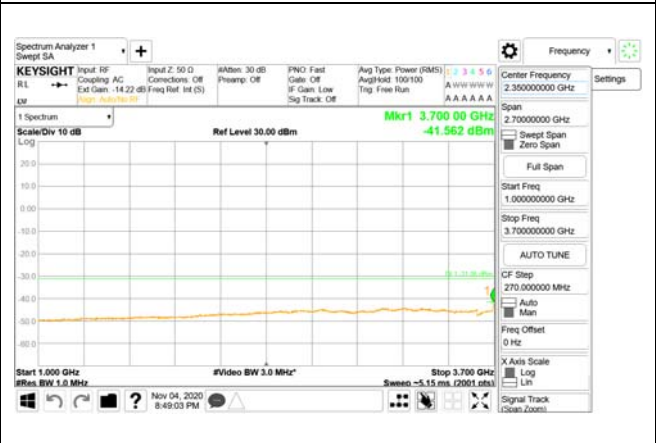 Spectrum Analyzer 1
Swept SA
Frequency
KEYSIGHT
RL
Input: RF
Coupling: AC
Ext Gain: -14.22 dB
Align: Auto/No RF
Input Z: 50 Ω
Corrections: Off
Freq Ref: Int (S)
#Atten: 30 dB
Preamp: Off
PNO: Fast
Gate: Off
IF Gain: Low
Sig Track: Off
Avg Type: Power (RMS)
Avg|Hold: 100/100
Trig: Free Run
1 2 3 4 5 6
A W W W W W
A A A A A A
1 Spectrum
Scale/Div 10 dB
Log
Ref Level 30.00 dBm
Mkr1 3.700 00 GHz
-41.562 dBm
20.0
10.0
0.00
-10.0
-20.0
-30.0
-40.0
-50.0
-60.0
1
Start 1.000 GHz
#Res BW 1.0 MHz
#Video BW 3.0 MHz*
Stop 3.700 GHz
Sweep ~5.15 ms (2001 pts)
Nov 04, 2020
8:49:03 PM
Center Frequency
2.350000000 GHz
Settings
Span
2.70000000 GHz
Swept Span
Zero Span
Full Span
Start Freq
1.000000000 GHz
Stop Freq
3.700000000 GHz
AUTO TUNE
CF Step
270.000000 MHz
Auto
Man
Freq Offset
0 Hz
X Axis Scale
Log
Lin
Signal Track
(Span Zoom)